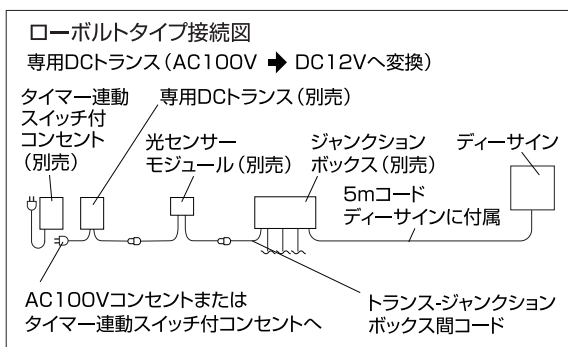 ローボルトタイプ接続図
専用DCトランス(AC100V ➡ DC12Vへ変換)
タイマー連動
スイッチ付
コンセント
(別売)
専用DCトランス(別売)
光センサー
モジュール(別売)
ジャンクション
ボックス(別売)
ディーサイン
5mコード
ディーサインに付属
AC100Vコンセントまたは
タイマー連動スイッチ付コンセントへ
トランス-ジャンクション
ボックス間コード